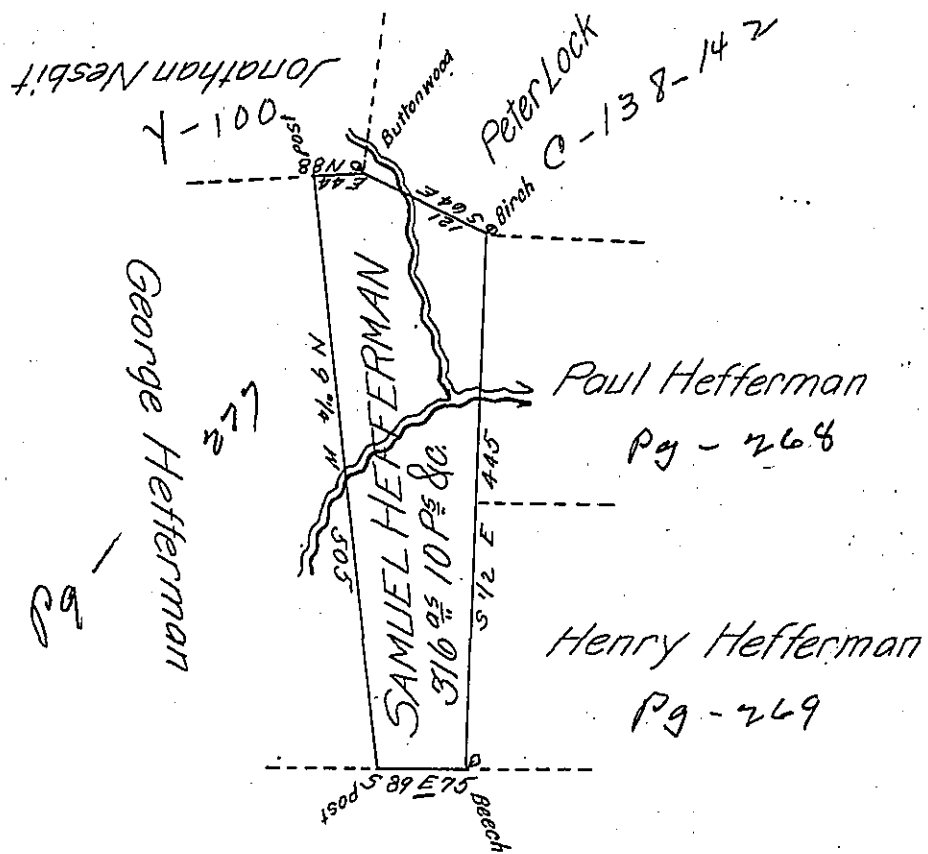 Jonathan Nesbit
Y-100
Post
N 88
E 44
Buttonwood
Peter Lock
C-138-142
S 64 E
121
Birch
George Hefferman
Pg - 277
N 9 3/4 W 505
SAMUEL HEFFERMAN
316 as 10 Ps &c.
Paul Hefferman
Pg - 268
S 1/2 E 445
Henry Hefferman
Pg - 269
Post
S 89 E 75
Beech